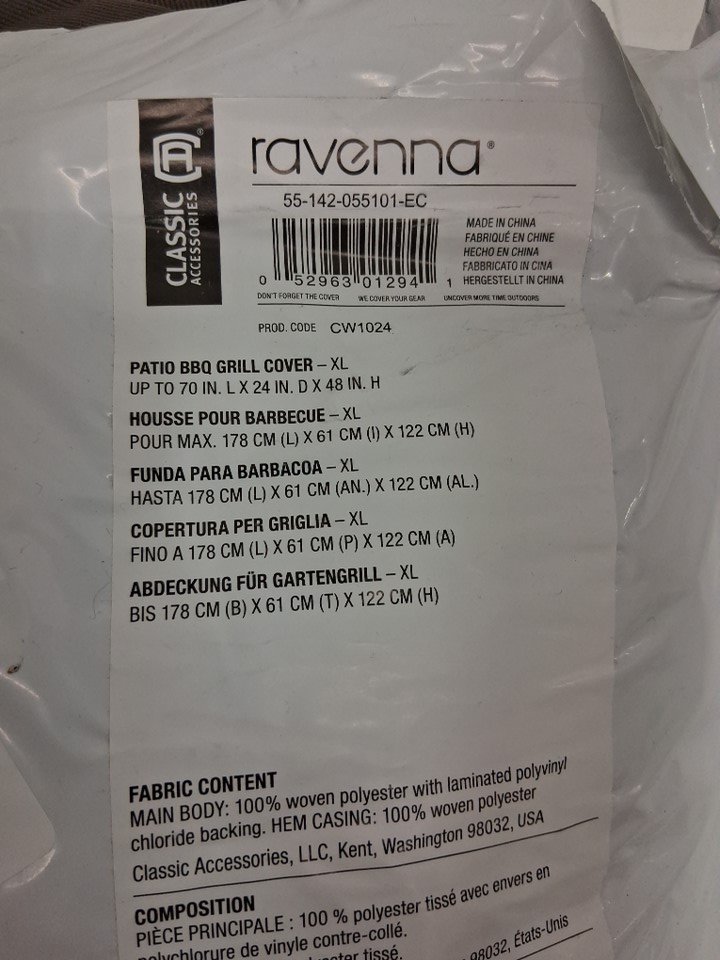 CLASSIC
ACCESSORIES
ravenna®
55-142-055101-EC
0 52963 01294 1
MADE IN CHINA
FABRIQUÉ EN CHINE
HECHO EN CHINA
FABBRICATO IN CINA
HERGESTELLT IN CHINA
DON'T FORGET THE COVER WE COVER YOUR GEAR UNCOVER MORE TIME OUTDOORS
PROD. CODE CW1024
PATIO BBQ GRILL COVER – XL
UP TO 70 IN. L X 24 IN. D X 48 IN. H
HOUSSE POUR BARBECUE – XL
POUR MAX. 178 CM (L) X 61 CM (l) X 122 CM (H)
FUNDA PARA BARBACOA – XL
HASTA 178 CM (L) X 61 CM (AN.) X 122 CM (AL.)
COPERTURA PER GRIGLIA – XL
FINO A 178 CM (L) X 61 CM (P) X 122 CM (A)
ABDECKUNG FÜR GARTENGRILL – XL
BIS 178 CM (B) X 61 CM (T) X 122 CM (H)
FABRIC CONTENT
MAIN BODY: 100% woven polyester with laminated polyvinyl
chloride backing. HEM CASING: 100% woven polyester
Classic Accessories, LLC, Kent, Washington 98032, USA
COMPOSITION
PIÈCE PRINCIPALE : 100 % polyester tissé avec envers en
polychlorure de vinyle contre-collé.
tissé.
98032, États-Unis